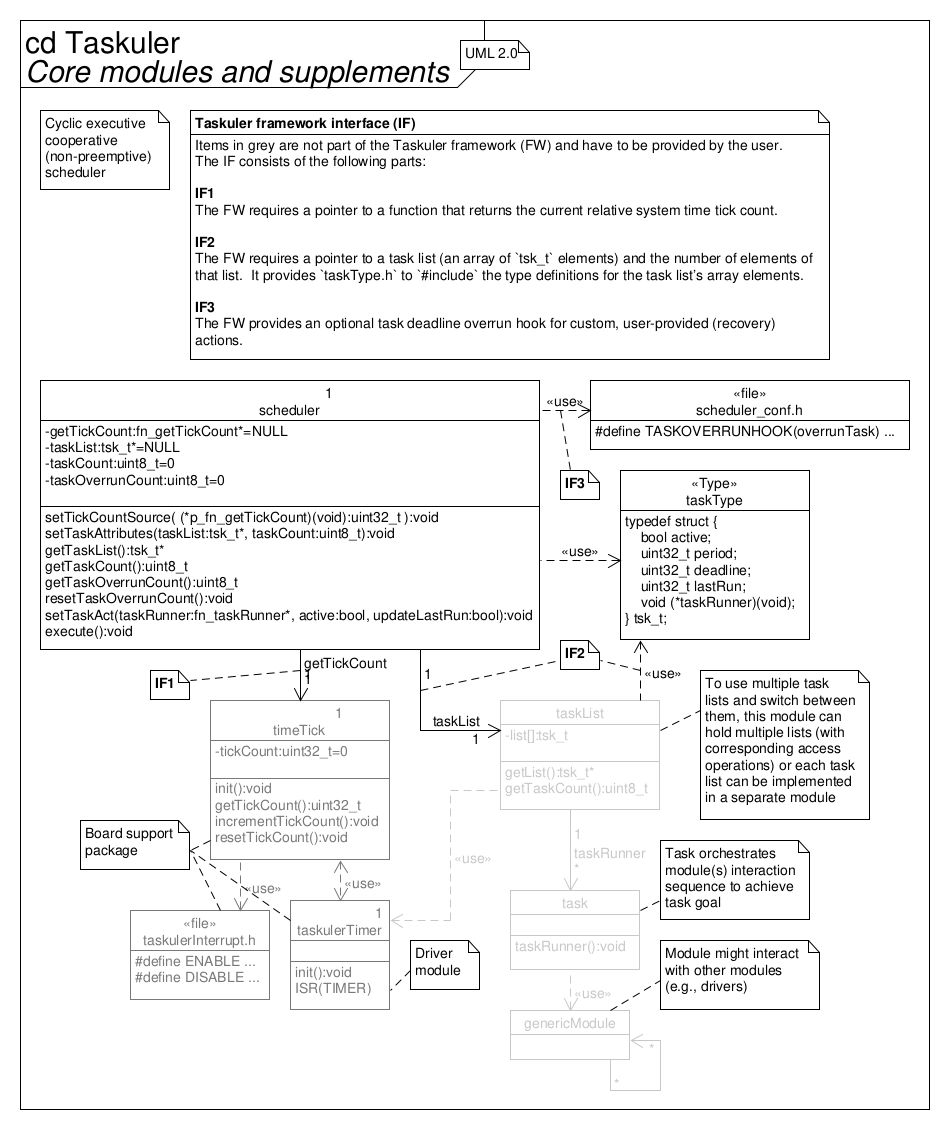 cd Taskuler
Core modules and supplements
UML 2.0
Cyclic executive
cooperative
(non-preemptive)
scheduler
Taskuler framework interface (IF)
Items in grey are not part of the Taskuler framework (FW) and have to be provided by the user.
The IF consists of the following parts:
IF1
The FW requires a pointer to a function that returns the current relative system time tick count.
IF2
The FW requires a pointer to a task list (an array of `tsk_t` elements) and the number of elements of
that list.  It provides `taskType.h` to `#include` the type definitions for the task list's array elements.
IF3
The FW provides an optional task deadline overrun hook for custom, user-provided (recovery)
actions.
1
scheduler
-getTickCount:fn_getTickCount*=NULL
-taskList:tsk_t*=NULL
-taskCount:uint8_t=0
-taskOverrunCount:uint8_t=0
setTickCountSource( (*p_fn_getTickCount)(void):uint32_t ):void
setTaskAttributes(taskList:tsk_t*, taskCount:uint8_t):void
getTaskList():tsk_t*
getTaskCount():uint8_t
getTaskOverrunCount():uint8_t
resetTaskOverrunCount():void
setTaskAct(taskRunner:fn_taskRunner*, active:bool, updateLastRun:bool):void
execute():void
«use»
«file»
scheduler_conf.h
#define TASKOVERRUNHOOK(overrunTask) ...
IF3
«use»
«Type»
taskType
typedef struct {
bool active;
uint32_t period;
uint32_t deadline;
uint32_t lastRun;
void (*taskRunner)(void);
} tsk_t;
IF1
getTickCount
1
1
IF2
«use»
taskList
1
To use multiple task
lists and switch between
them, this module can
hold multiple lists (with
corresponding access
operations) or each task
list can be implemented
in a separate module
1
timeTick
-tickCount:uint32_t=0
init():void
getTickCount():uint32_t
incrementTickCount():void
resetTickCount():void
taskList
-list[]:tsk_t
getList():tsk_t*
getTaskCount():uint8_t
Board support
package
«use»
«use»
«use»
1
taskRunner
*
Task orchestrates
module(s) interaction
sequence to achieve
task goal
«file»
taskulerInterrupt.h
#define ENABLE ...
#define DISABLE ...
1
taskulerTimer
init():void
ISR(TIMER)
Driver
module
task
taskRunner():void
«use»
Module might interact
with other modules
(e.g., drivers)
genericModule
*
*